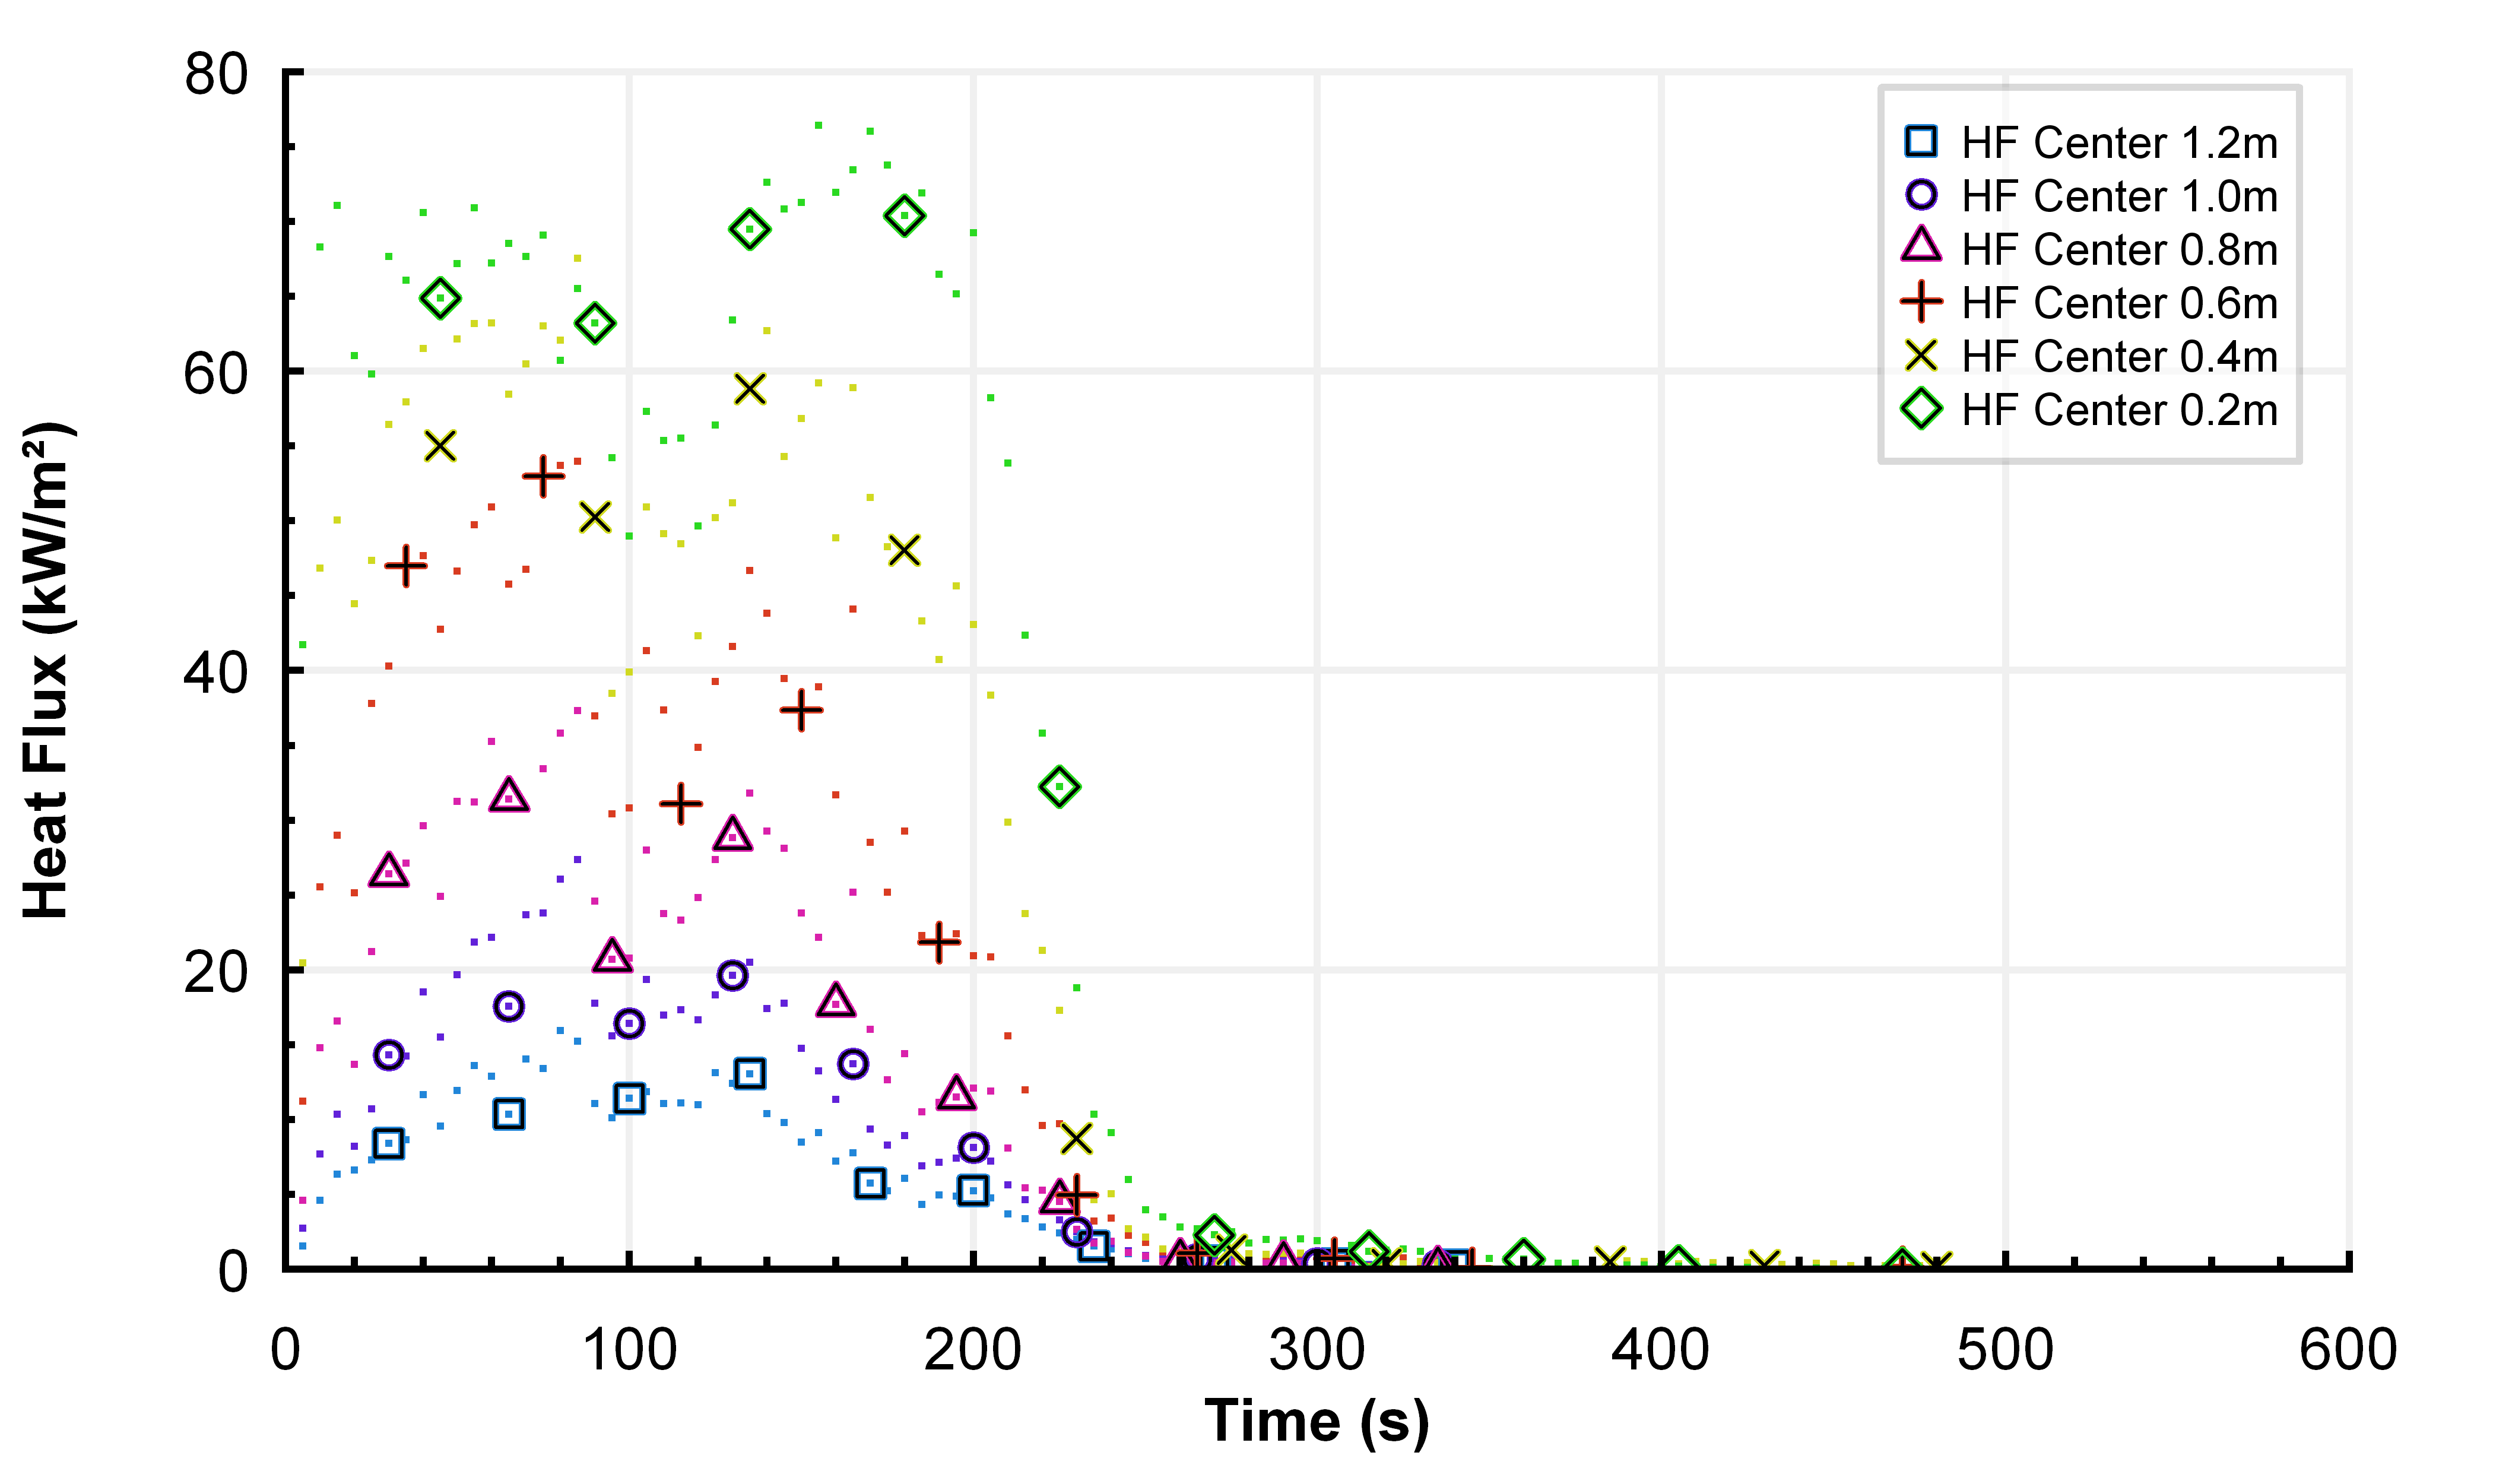 80
60
40
20
0
Heat Flux (kW/m²)
HF Center 1.2m
HF Center 1.0m
HF Center 0.8m
HF Center 0.6m
HF Center 0.4m
HF Center 0.2m
0 100 200 300 400 500 600
Time (s)